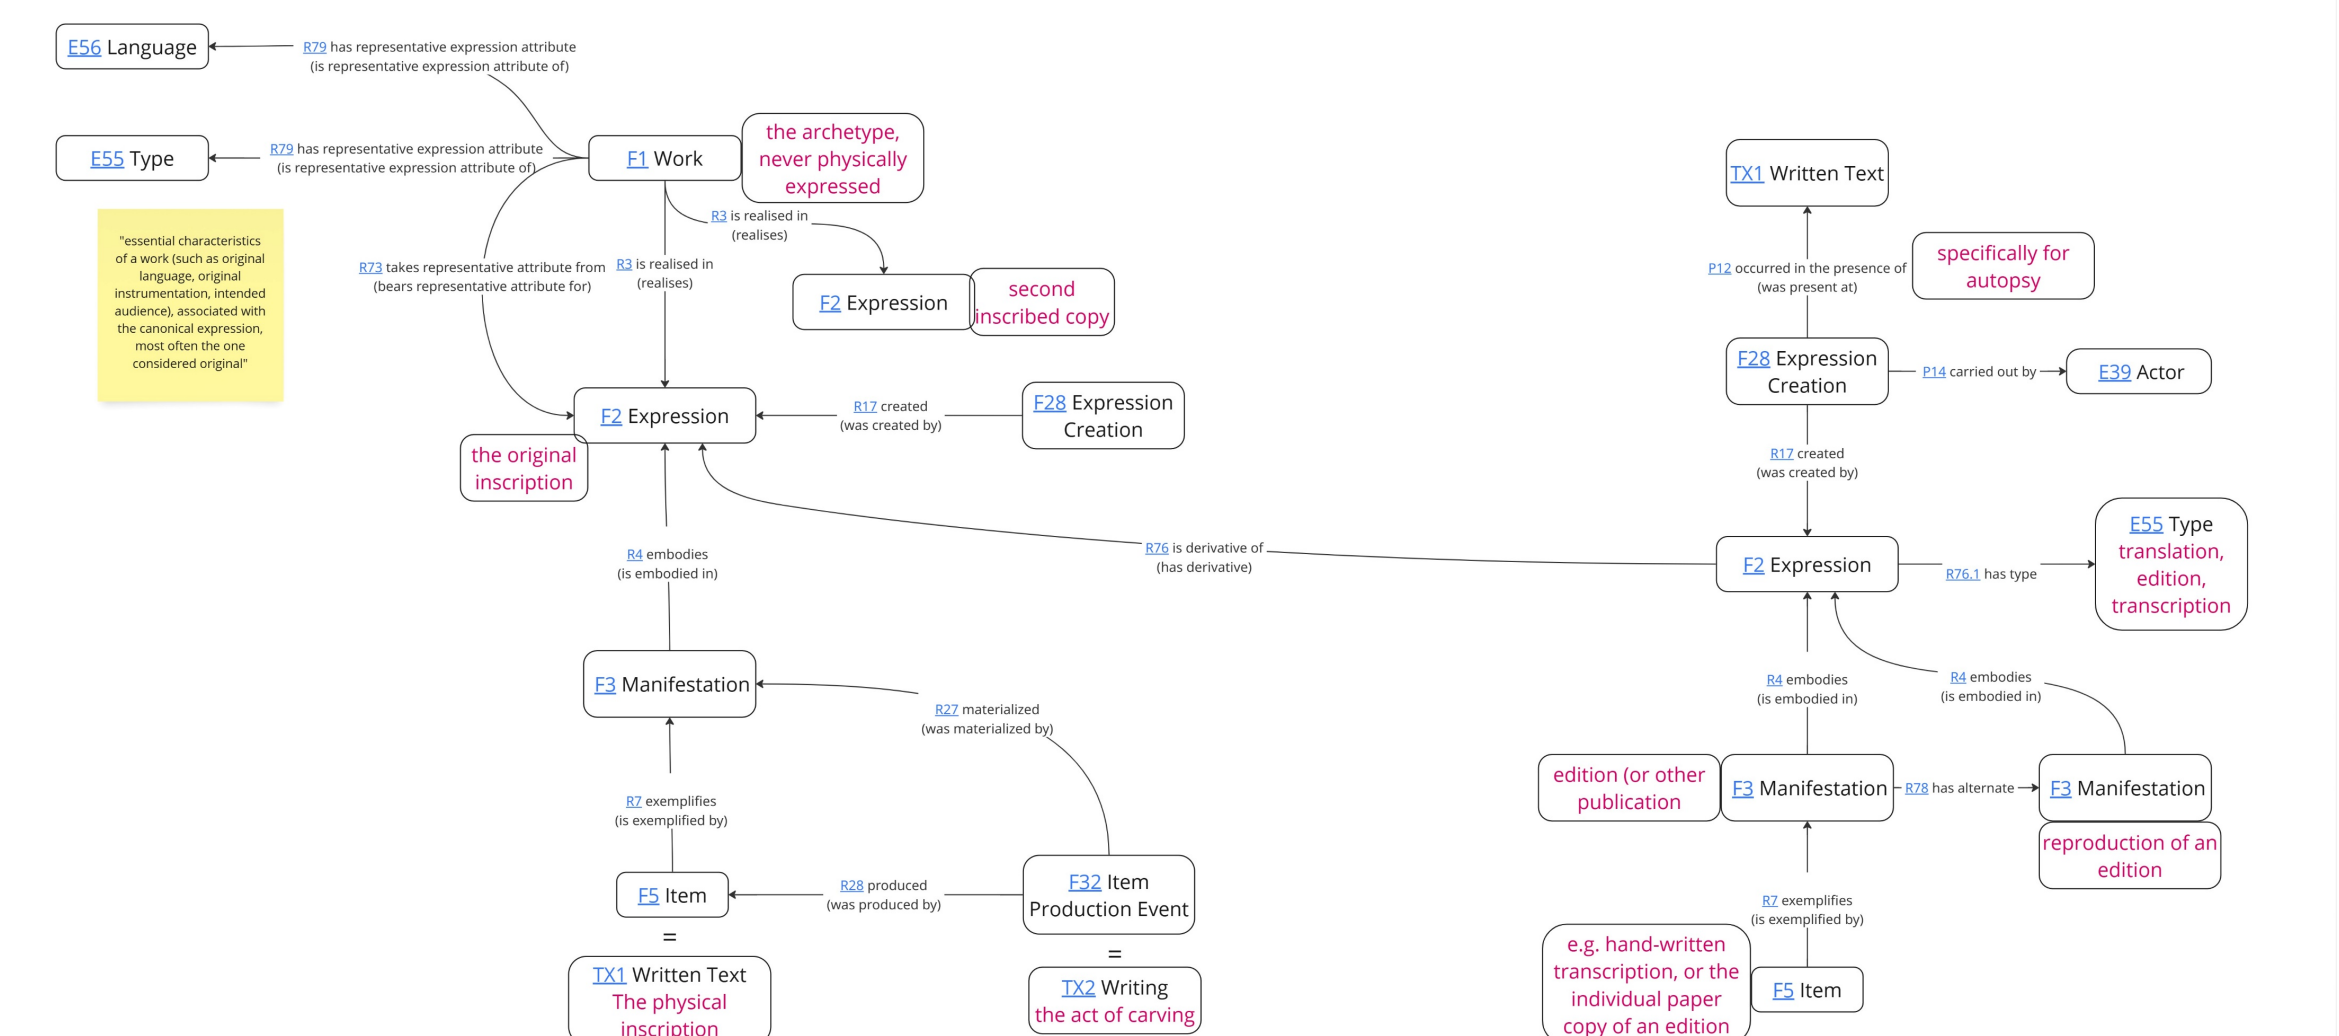 E56 Language
R79 has representative expression attribute
(is representative expression attribute of)
E55 Type
R79 has representative expression attribute
(is representative expression attribute of)
F1 Work
the archetype,
never physically
expressed
"essential characteristics
of a work (such as original
language, original
instrumentation, intended
audience), associated with
the canonical expression,
most often the one
considered original"
R73 takes representative attribute from
(bears representative attribute for)
R3 is realised in
(realises)
R3 is realised in
(realises)
F2 Expression
second
inscribed copy
F2 Expression
the original
inscription
R17 created
(was created by)
F28 Expression
Creation
R4 embodies
(is embodied in)
R76 is derivative of
(has derivative)
F3 Manifestation
R27 materialized
(was materialized by)
R7 exemplifies
(is exemplified by)
F5 Item
R28 produced
(was produced by)
F32 Item
Production Event
=
TX1 Written Text
The physical
inscription
=
TX2 Writing
the act of carving
TX1 Written Text
P12 occurred in the presence of
(was present at)
specifically for
autopsy
F28 Expression
Creation
P14 carried out by
E39 Actor
R17 created
(was created by)
F2 Expression
R76.1 has type
E55 Type
translation,
edition,
transcription
R4 embodies
(is embodied in)
R4 embodies
(is embodied in)
edition (or other
publication
F3 Manifestation
R78 has alternate
F3 Manifestation
reproduction of an
edition
R7 exemplifies
(is exemplified by)
e.g. hand-written
transcription, or the
individual paper
copy of an edition
F5 Item